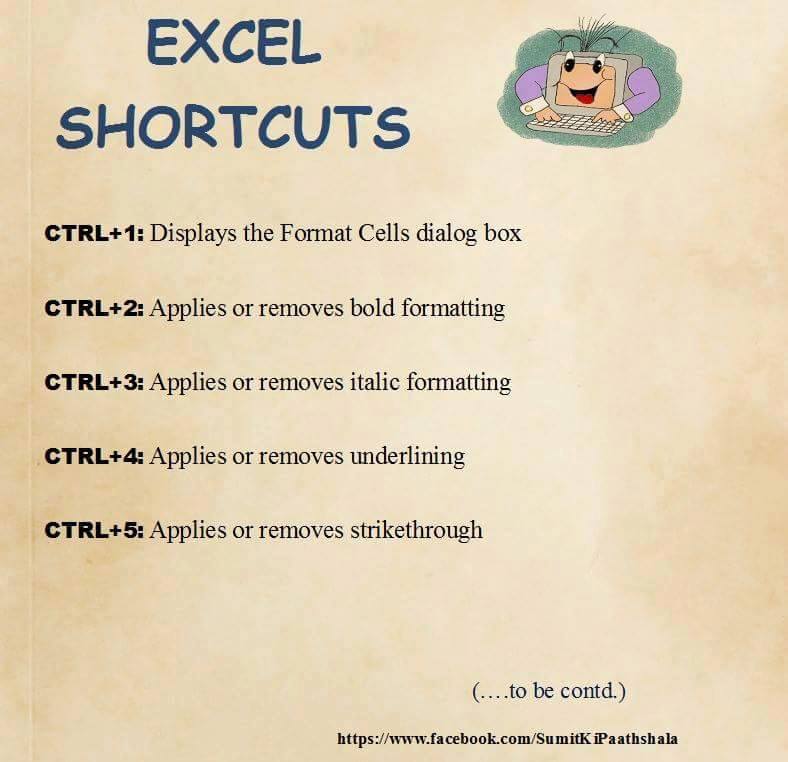 EXCEL
SHORTCUTS
CTRL+1: Displays the Format Cells dialog box
CTRL+2: Applies or removes bold formatting
CTRL+3: Applies or removes italic formatting
CTRL+4: Applies or removes underlining
CTRL+5: Applies or removes strikethrough
(....to be contd.)
https://www.facebook.com/SumitKiPaathshala